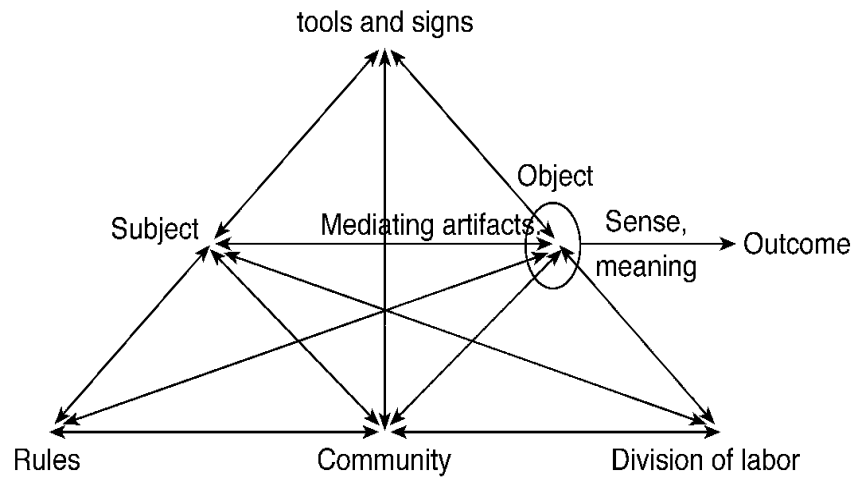 tools and signs
Object
Subject
Mediating artifacts.
Sense,
meaning
Outcome
Rules
Community
Division of labor